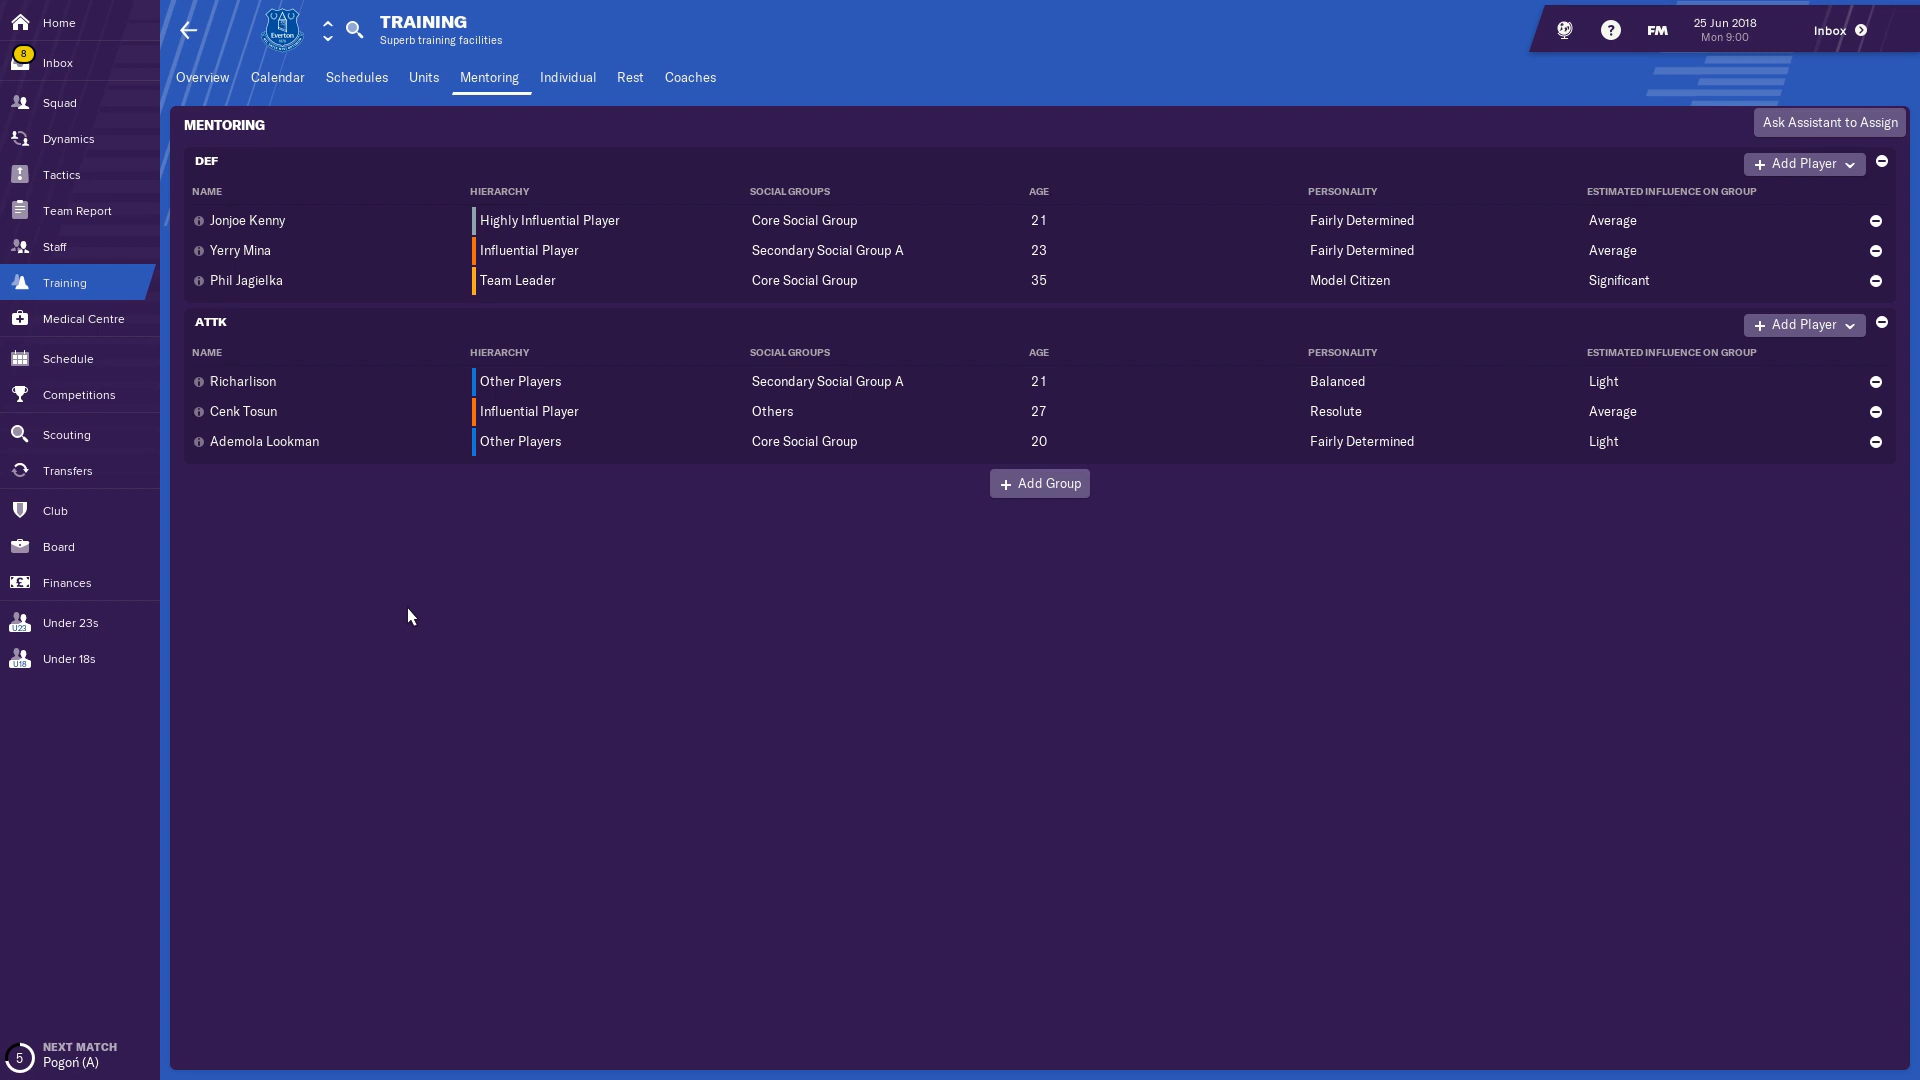 Home
8
Inbox
Squad
Dynamics
Tactics
Team Report
Staff
Training
Medical Centre
Schedule
Competitions
Scouting
Transfers
Club
Board
Finances
U23
Under 23s
U18
Under 18s
5
NEXT MATCH
Pogoń (A)
Everton
TRAINING
Superb training facilities
?
FM
25 Jun 2018
Mon 9:00
Inbox
Overview Calendar Schedules Units Mentoring Individual Rest Coaches
MENTORING
Ask Assistant to Assign
DEF
+ Add Player
NAME HIERARCHY SOCIAL GROUPS AGE PERSONALITY ESTIMATED INFLUENCE ON GROUP
Jonjoe Kenny Highly Influential Player Core Social Group 21 Fairly Determined Average
Yerry Mina Influential Player Secondary Social Group A 23 Fairly Determined Average
Phil Jagielka Team Leader Core Social Group 35 Model Citizen Significant
ATTK
+ Add Player
NAME HIERARCHY SOCIAL GROUPS AGE PERSONALITY ESTIMATED INFLUENCE ON GROUP
Richarlison Other Players Secondary Social Group A 21 Balanced Light
Cenk Tosun Influential Player Others 27 Resolute Average
Ademola Lookman Other Players Core Social Group 20 Fairly Determined Light
+ Add Group